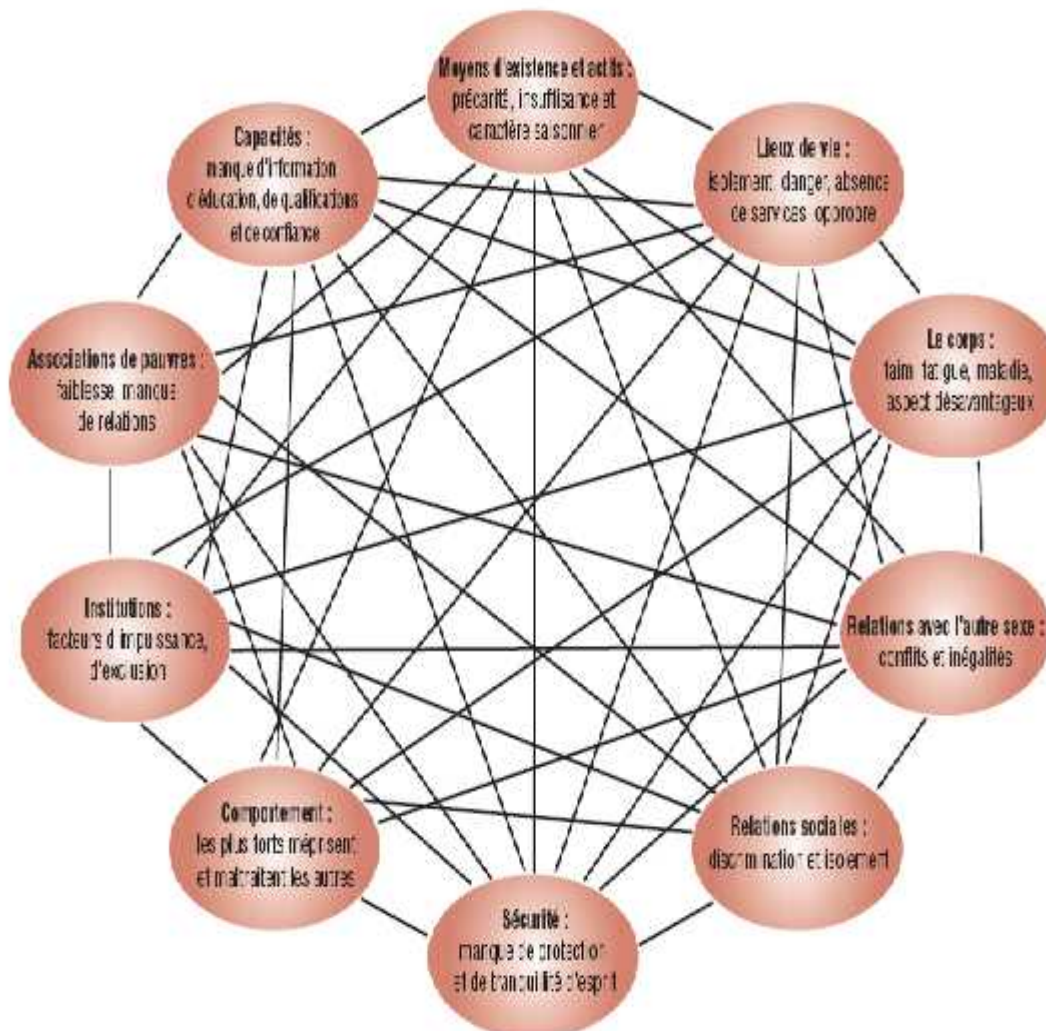 Moyens d'existence et actifs :
précarité, insuffisance et
caractère saisonnier
Lieux de vie :
isolement, danger, absence
de services, opprobre
Le corps :
faim, fatigue, maladie,
aspect désavantageux
Relations avec l'autre sexe :
conflits et inégalités
Relations sociales :
discrimination et isolement
Sécurité :
manque de protection
et de tranquillité d'esprit
Comportement :
les plus forts méprisent
et maltraitent les autres
Institutions :
facteurs d'impuissance,
d'exclusion
Associations de pauvres :
faiblesse, manque
de relations
Capacités :
manque d'information
d'éducation, de qualifications
et de confiance